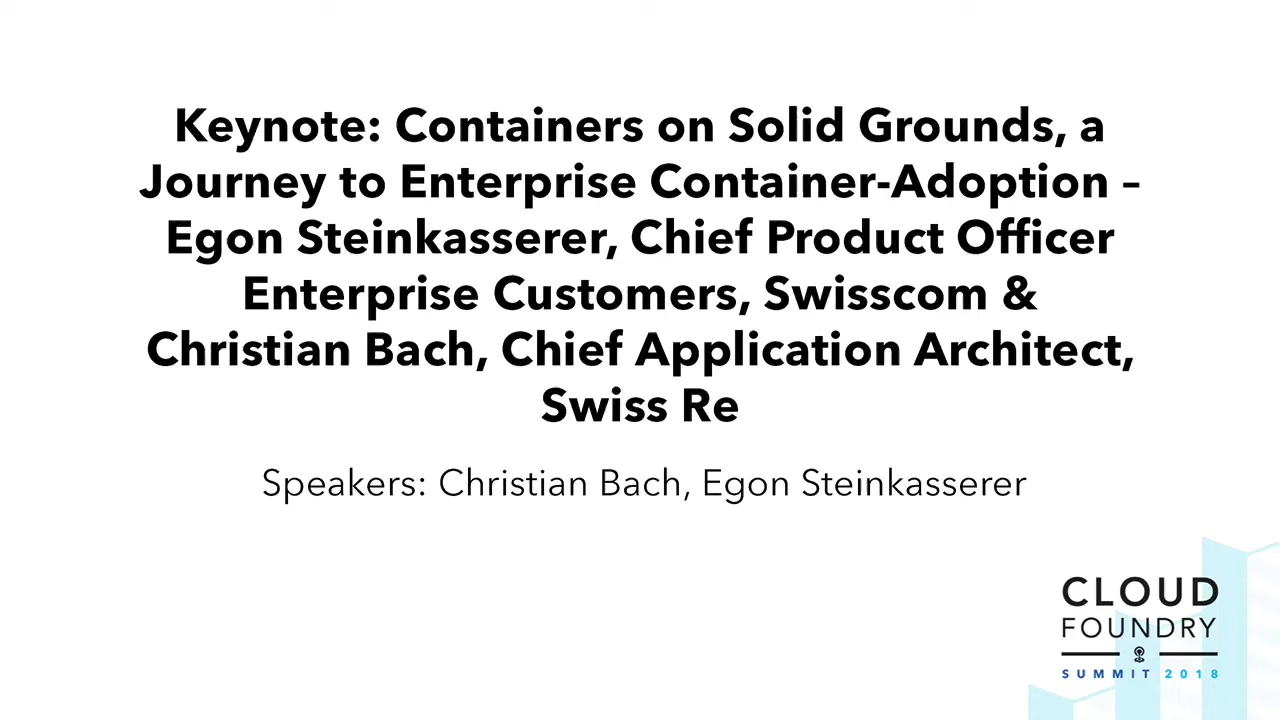 Keynote: Containers on Solid Grounds, a
Journey to Enterprise Container-Adoption –
Egon Steinkasserer, Chief Product Officer
Enterprise Customers, Swisscom &
Christian Bach, Chief Application Architect,
Swiss Re
Speakers: Christian Bach, Egon Steinkasserer
CLOUD
FOUNDRY
SUMMIT 2018